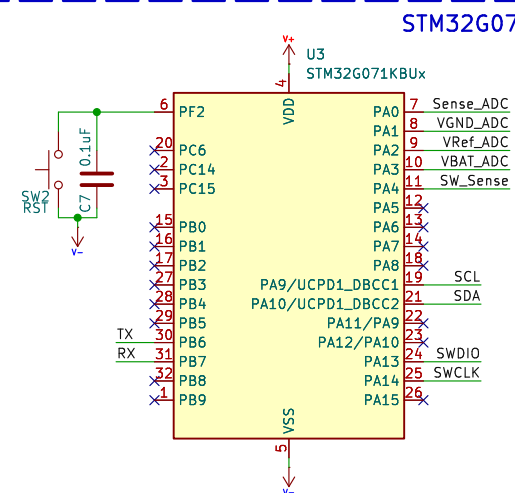 STM32G07
V+
U3
STM32G071KBUx
4
VDD
6 PF2
20 PC6
2 PC14
3 PC15
15 PB0
16 PB1
17 PB2
27 PB3
28 PB4
29 PB5
TX 30 PB6
RX 31 PB7
32 PB8
1 PB9
PA0 7 Sense_ADC
PA1 8 VGND_ADC
PA2 9 VRef_ADC
PA3 10 VBAT_ADC
PA4 11 SW_Sense
PA5 12
PA6 13
PA7 14
PA8 18
PA9/UCPD1_DBCC1 19 SCL
PA10/UCPD1_DBCC2 21 SDA
PA11/PA9 22
PA12/PA10 23
PA13 24 SWDIO
PA14 25 SWCLK
PA15 26
VSS
5
V-
0.1uF
C7
SW2
RST
V-